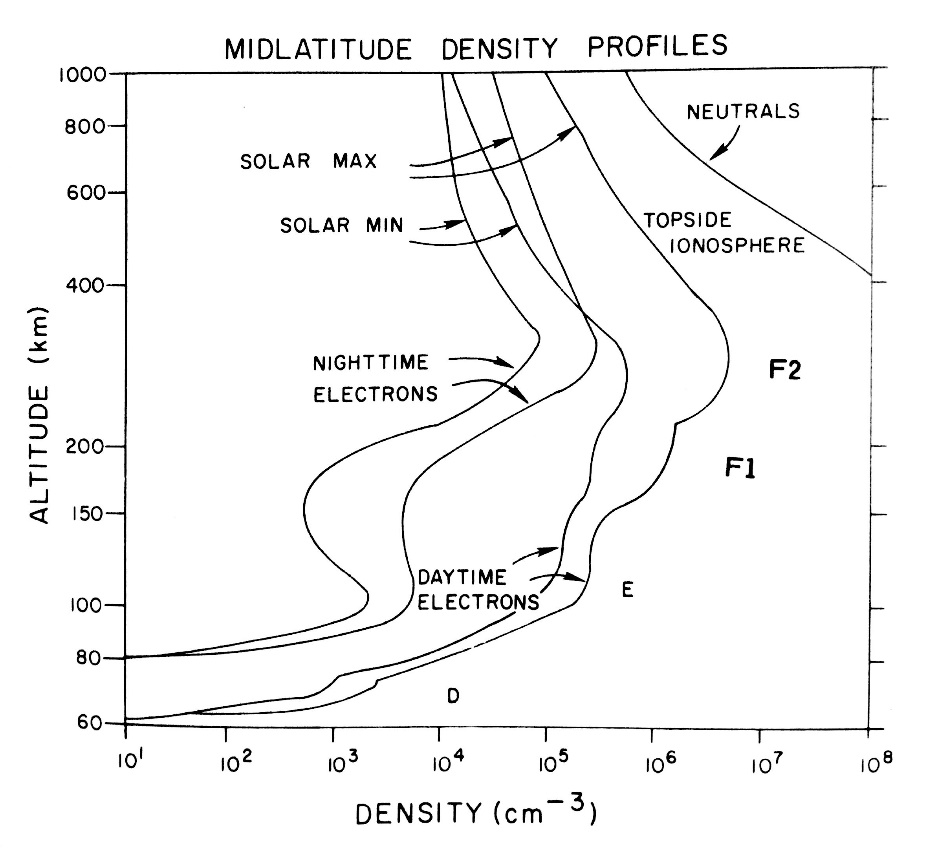 MIDLATITUDE DENSITY PROFILES
1000
800
600
400
200
150
100
80
60
ALTITUDE (km)
NEUTRALS
SOLAR MAX
SOLAR MIN
TOPSIDE
IONOSPHERE
NIGHTTIME
ELECTRONS
F2
F1
DAYTIME
ELECTRONS
E
D
10¹ 10² 10³ 10⁴ 10⁵ 10⁶ 10⁷ 10⁸
DENSITY (cm⁻³)